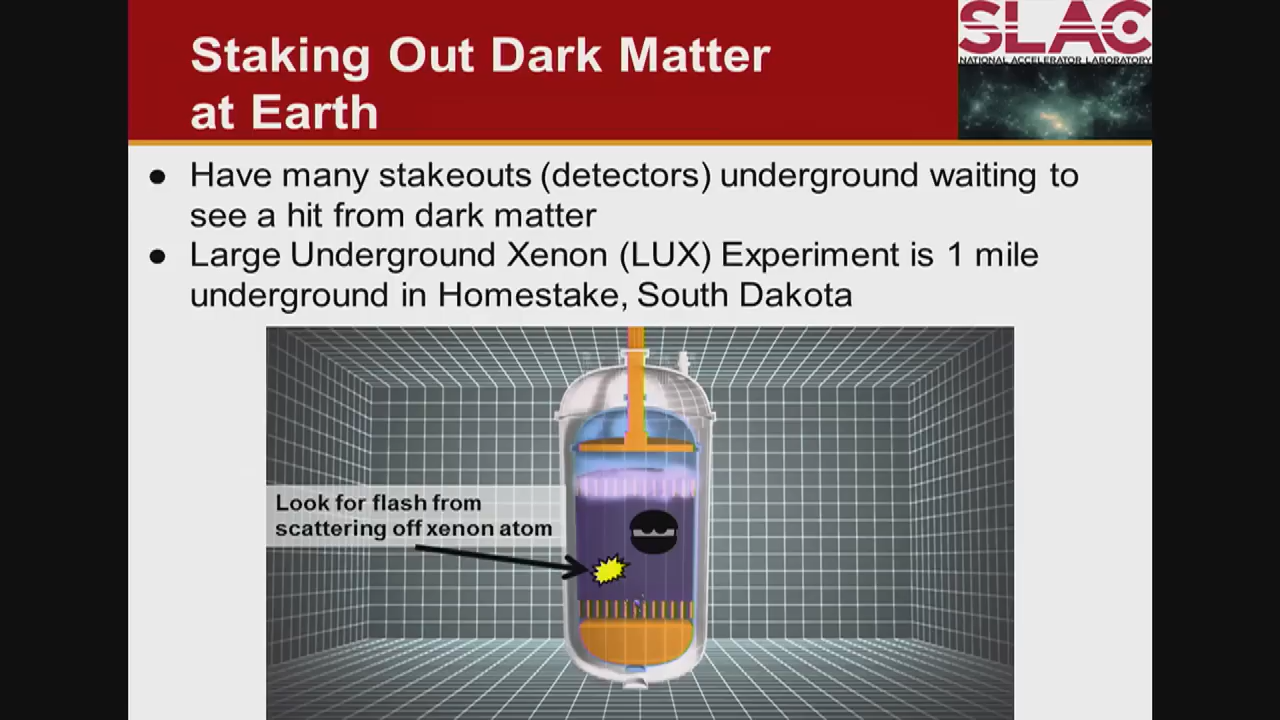 Staking Out Dark Matter
at Earth
SLAC
NATIONAL ACCELERATOR LABORATORY
● Have many stakeouts (detectors) underground waiting to
see a hit from dark matter
● Large Underground Xenon (LUX) Experiment is 1 mile
underground in Homestake, South Dakota
Look for flash from
scattering off xenon atom